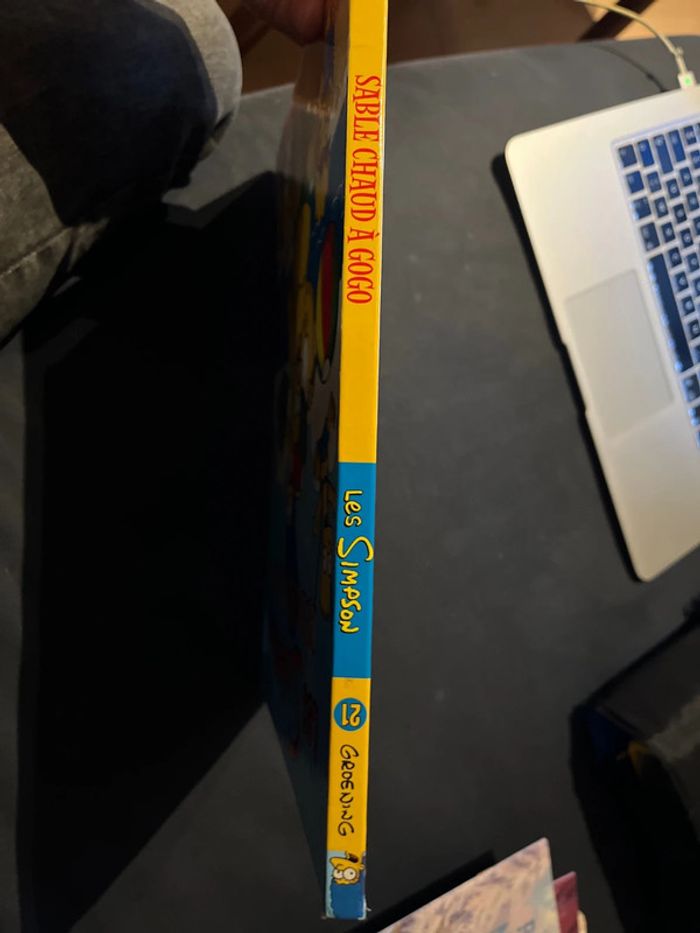 SABLE CHAUD À GOGO
LES SIMPSON
21
GROENING